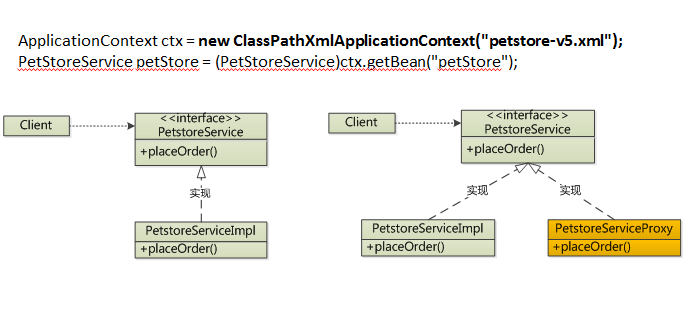 ApplicationContext ctx = new ClassPathXmlApplicationContext("petstore-v5.xml");
PetStoreService petStore = (PetStoreService)ctx.getBean("petStore");
Client
<<interface>>
PetstoreService
+placeOrder()
实现
PetstoreServiceImpl
+placeOrder()
Client
<<interface>>
PetstoreService
+placeOrder()
实现
实现
PetstoreServiceImpl
+placeOrder()
PetstoreServiceProxy
+placeOrder()